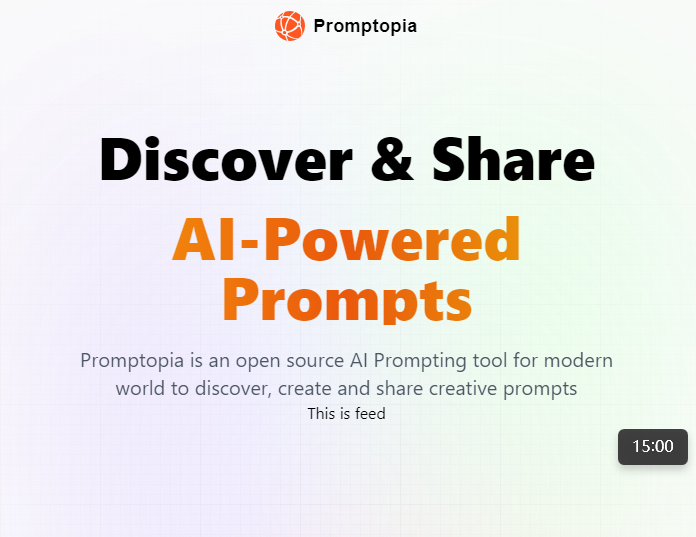 Promptopia
Discover & Share
AI-Powered
Prompts
Promptopia is an open source AI Prompting tool for modern
world to discover, create and share creative prompts
This is feed
15:00